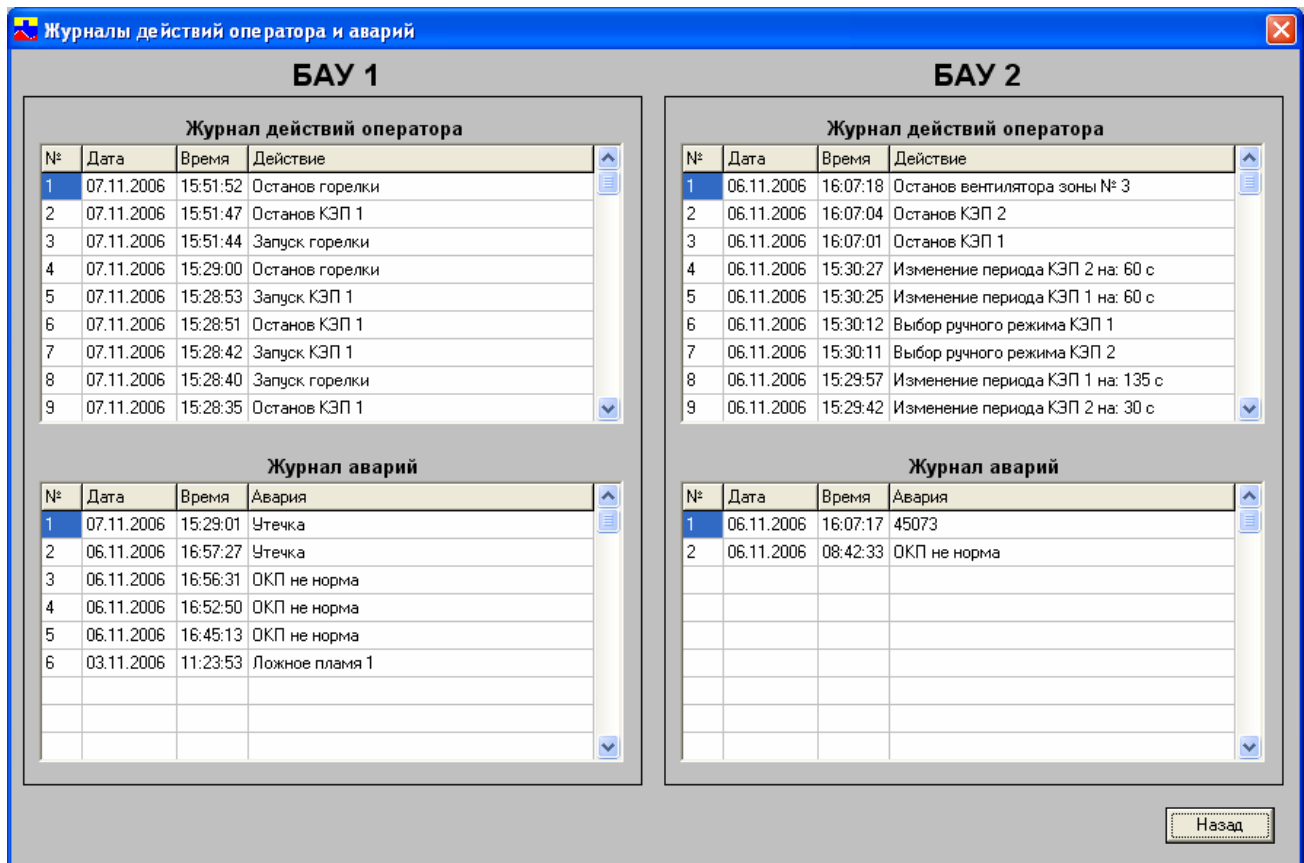 Журналы действий оператора и аварий
БАУ 1
Журнал действий оператора
№ Дата Время Действие
1 07.11.2006 15:51:52 Останов горелки
2 07.11.2006 15:51:47 Останов КЭП 1
3 07.11.2006 15:51:44 Запуск горелки
4 07.11.2006 15:29:00 Останов горелки
5 07.11.2006 15:28:53 Запуск КЭП 1
6 07.11.2006 15:28:51 Останов КЭП 1
7 07.11.2006 15:28:42 Запуск КЭП 1
8 07.11.2006 15:28:40 Запуск горелки
9 07.11.2006 15:28:35 Останов КЭП 1
Журнал аварий
№ Дата Время Авария
1 07.11.2006 15:29:01 Утечка
2 06.11.2006 16:57:27 Утечка
3 06.11.2006 16:56:31 ОКП не норма
4 06.11.2006 16:52:50 ОКП не норма
5 06.11.2006 16:45:13 ОКП не норма
6 03.11.2006 11:23:53 Ложное пламя 1
БАУ 2
Журнал действий оператора
№ Дата Время Действие
1 06.11.2006 16:07:18 Останов вентилятора зоны № 3
2 06.11.2006 16:07:04 Останов КЭП 2
3 06.11.2006 16:07:01 Останов КЭП 1
4 06.11.2006 15:30:27 Изменение периода КЭП 2 на: 60 с
5 06.11.2006 15:30:25 Изменение периода КЭП 1 на: 60 с
6 06.11.2006 15:30:12 Выбор ручного режима КЭП 1
7 06.11.2006 15:30:11 Выбор ручного режима КЭП 2
8 06.11.2006 15:29:57 Изменение периода КЭП 1 на: 135 с
9 06.11.2006 15:29:42 Изменение периода КЭП 2 на: 30 с
Журнал аварий
№ Дата Время Авария
1 06.11.2006 16:07:17 45073
2 06.11.2006 08:42:33 ОКП не норма
Назад